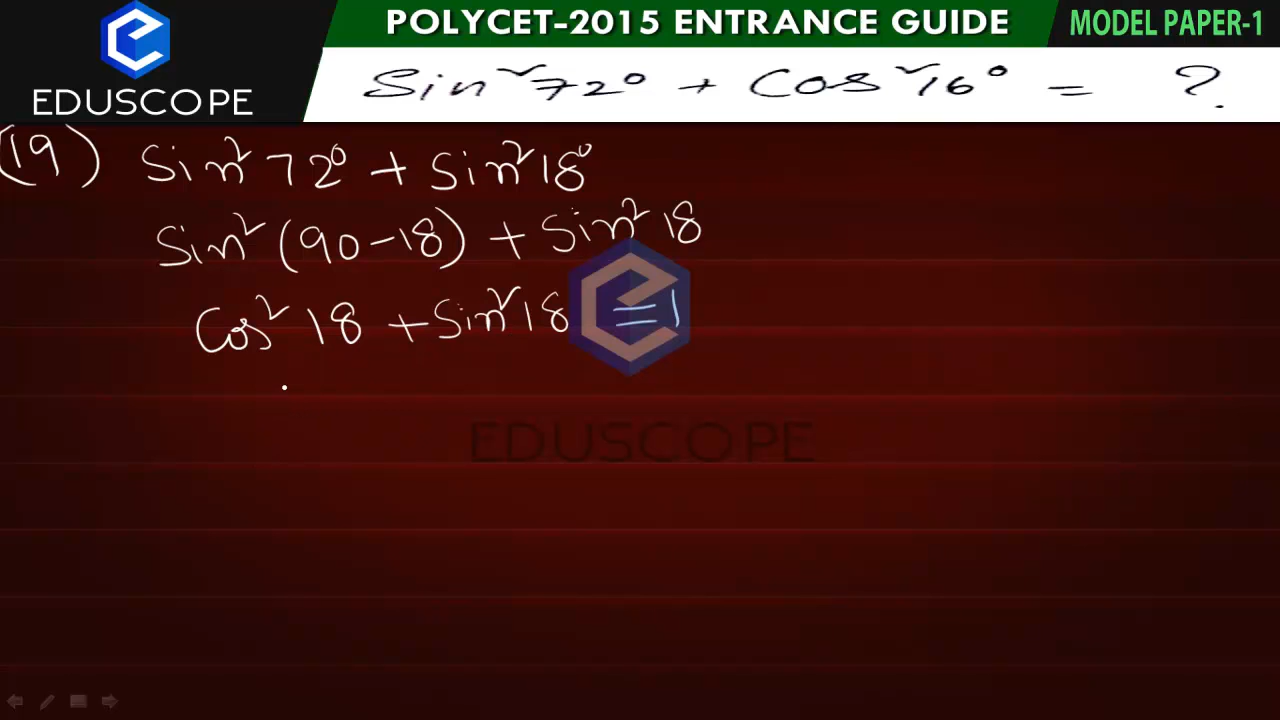 POLYCET-2015 ENTRANCE GUIDE
MODEL PAPER-1
EDUSCOPE
Sin²72° + Cos²16° = ?
(19) Sin²72° + Sin²18°
Sin²(90-18) + Sin²18
Cos²18 + Sin²18 = 1
EDUSCOPE